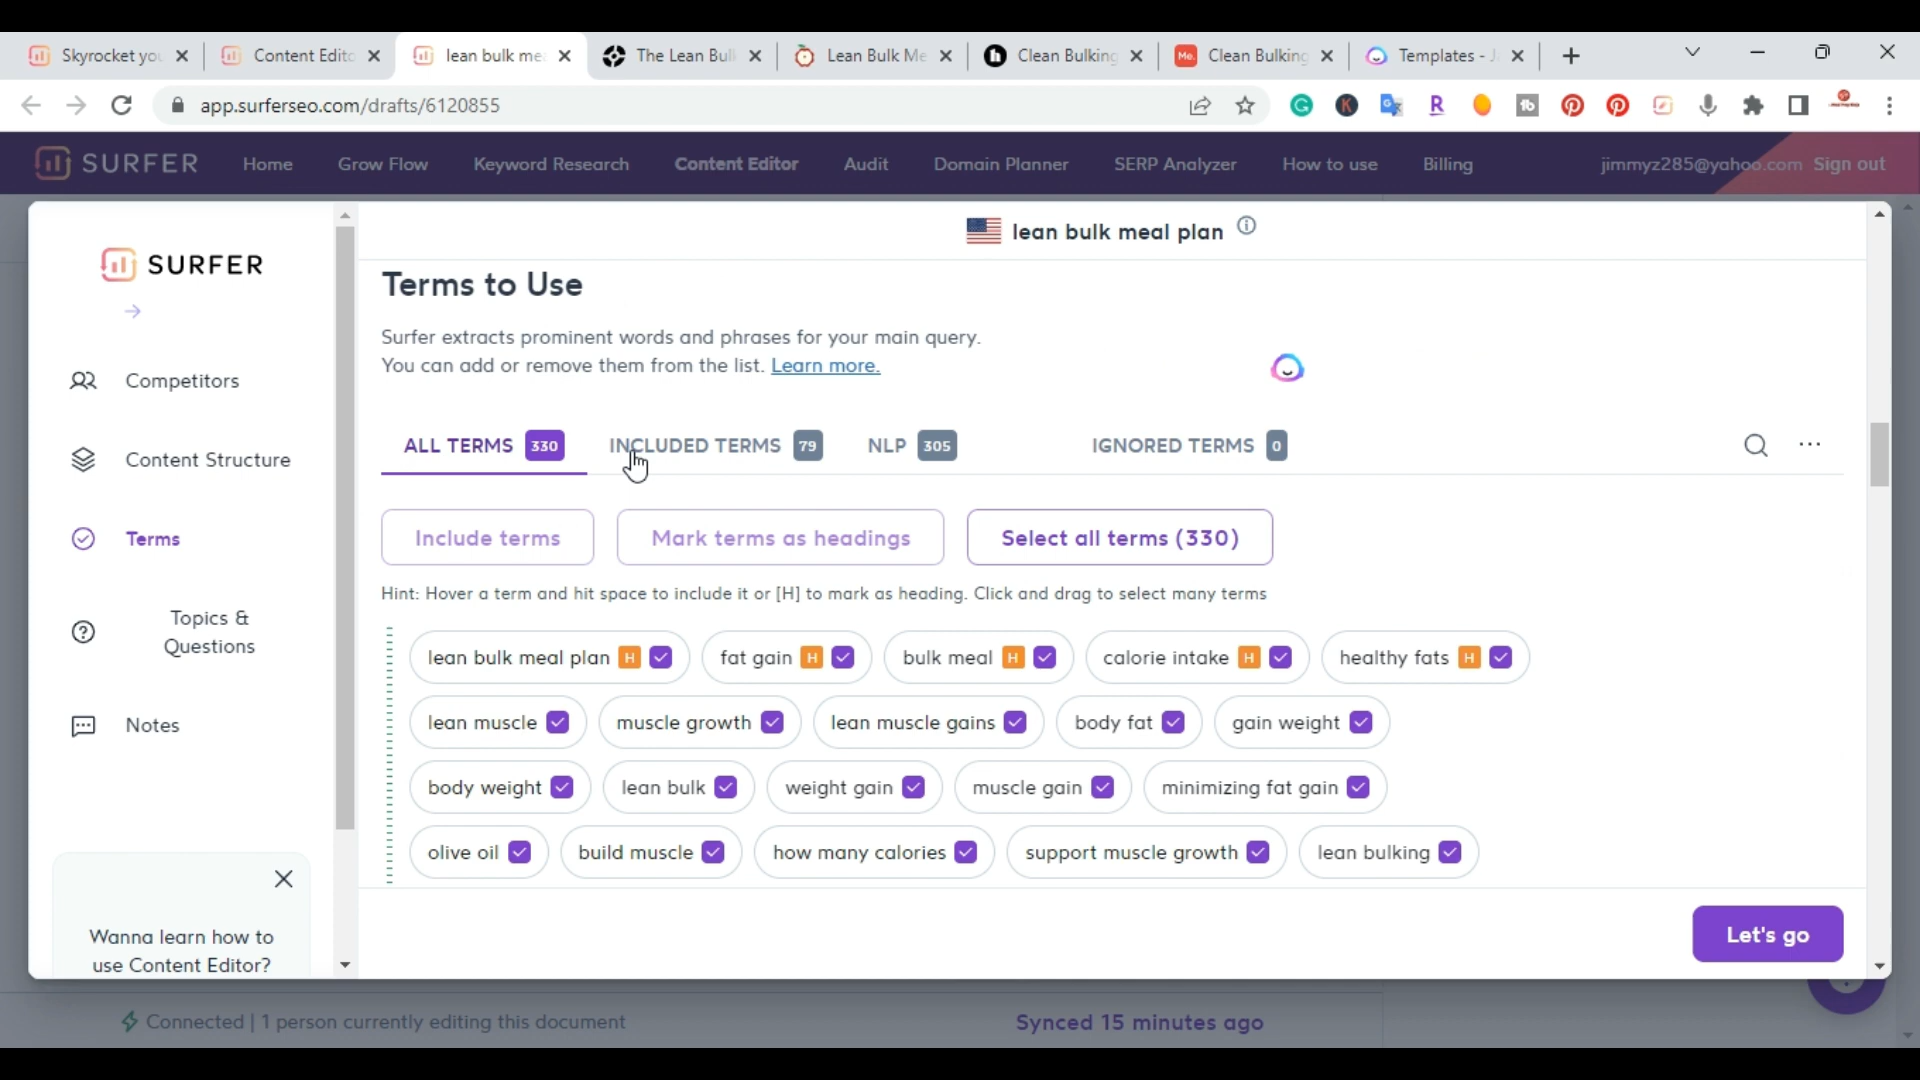 Skyrocket yo
Content Edito
lean bulk me
The Lean Bul
Lean Bulk Me
Clean Bulking
Me. Clean Bulking
Templates - J
app.surferseo.com/drafts/6120855
SURFER Home Grow Flow Keyword Research Content Editor Audit Domain Planner SERP Analyzer How to use Billing jimmyz285@yahoo.com Sign out
SURFER
Competitors
Content Structure
Terms
Topics &
Questions
Notes
Wanna learn how to
use Content Editor?
lean bulk meal plan
Terms to Use
Surfer extracts prominent words and phrases for your main query.
You can add or remove them from the list. Learn more.
ALL TERMS 330 INCLUDED TERMS 79 NLP 305 IGNORED TERMS 0
Include terms Mark terms as headings Select all terms (330)
Hint: Hover a term and hit space to include it or [H] to mark as heading. Click and drag to select many terms
lean bulk meal plan H fat gain H bulk meal H calorie intake H healthy fats H
lean muscle muscle growth lean muscle gains body fat gain weight
body weight lean bulk weight gain muscle gain minimizing fat gain
olive oil build muscle how many calories support muscle growth lean bulking
Let's go
Connected | 1 person currently editing this document Synced 15 minutes ago